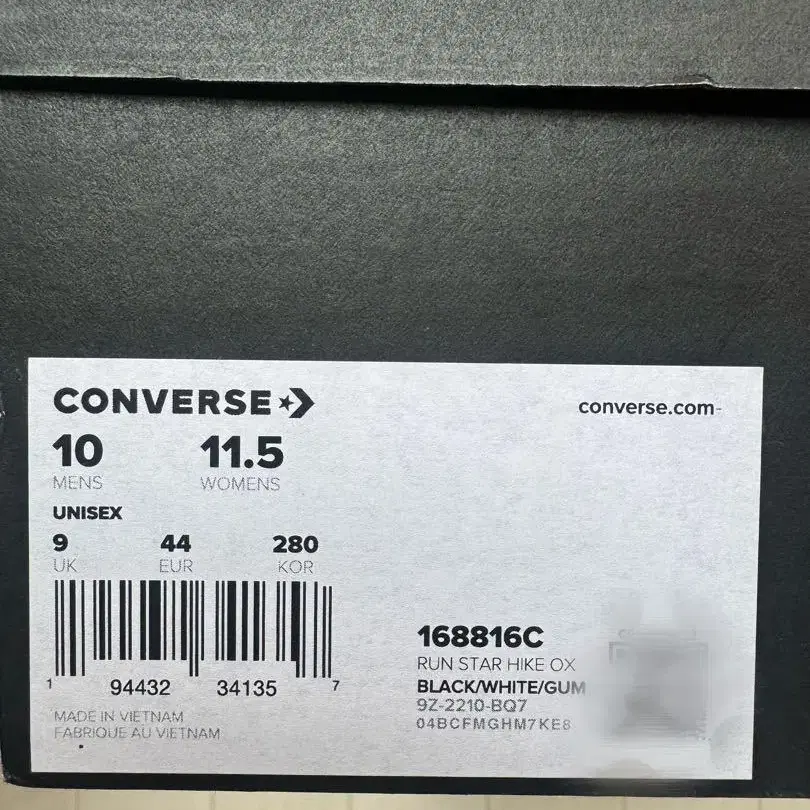 CONVERSE
converse.com
10 11.5
MENS WOMENS
UNISEX
9 44 280
UK EUR KOR
1 94432 34135 7
MADE IN VIETNAM
FABRIQUE AU VIETNAM
168816C
RUN STAR HIKE OX
BLACK/WHITE/GUM
9Z-2210-BQ7
04BCFMGHM7KE8